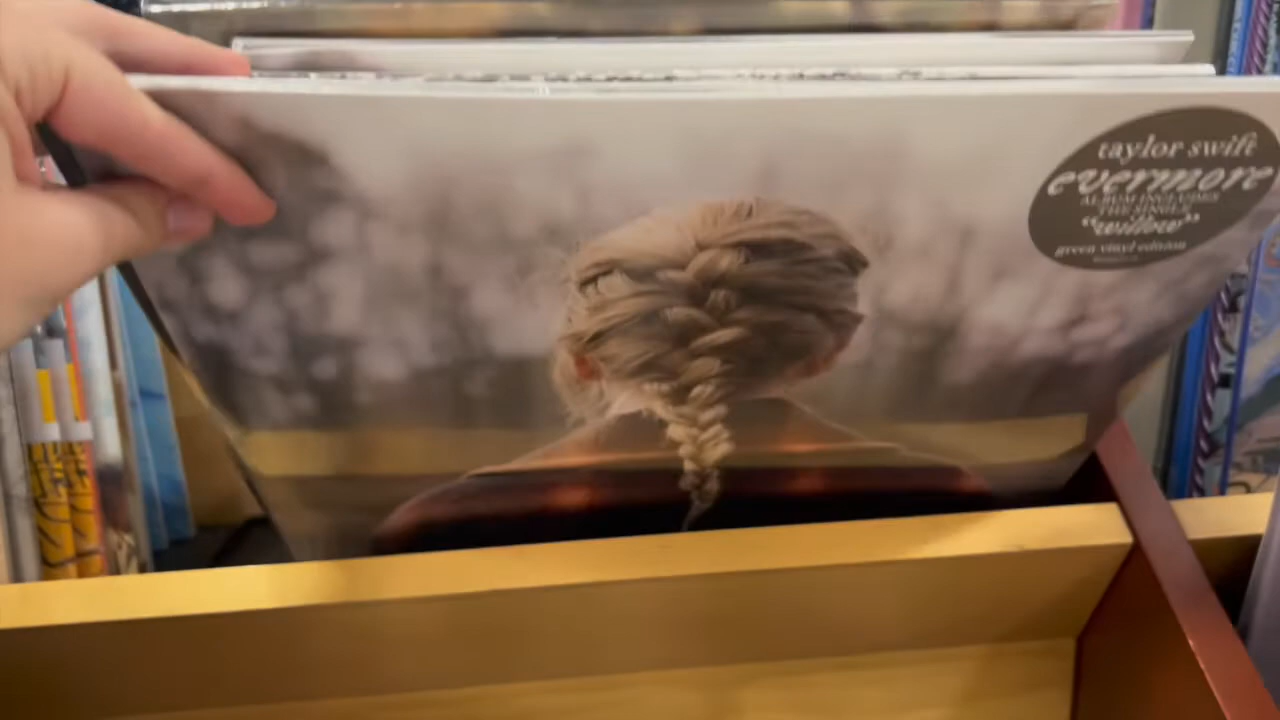 taylor swift
evermore
ALBUM INCLUDES
THE SINGLE
“willow”
green vinyl edition